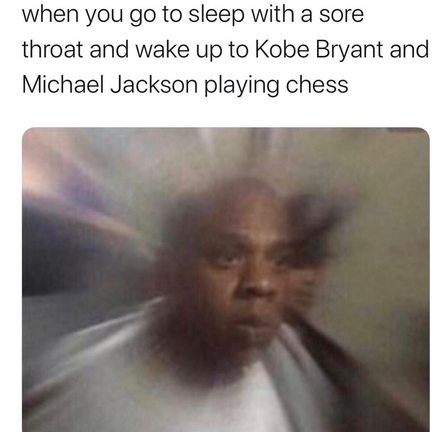 when you go to sleep with a sore
throat and wake up to Kobe Bryant and
Michael Jackson playing chess